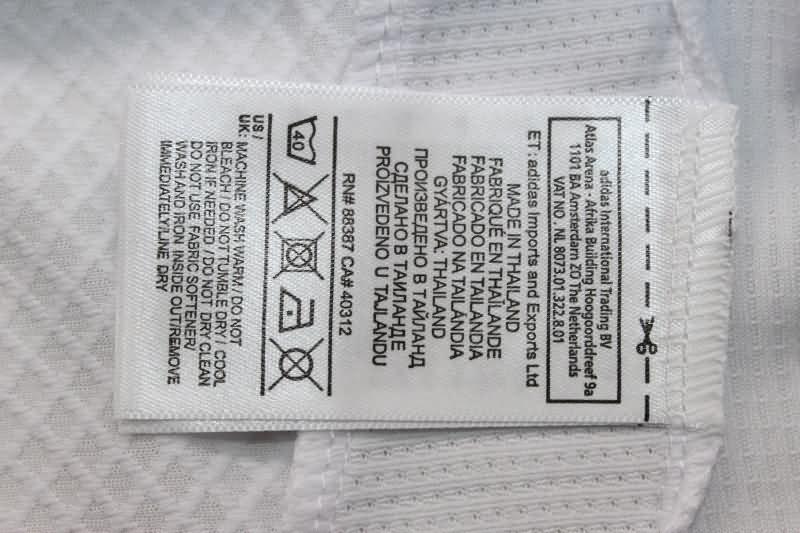 adidas International Trading BV
Atlas Arena - Afrika Building Hoogoorddreef 9a
1101 BA Amsterdam ZO The Netherlands
VAT NO. NL 8073.01.322.8.01
ET: adidas Imports and Exports Ltd
MADE IN THAILAND
FABRIQUÉ EN THAÏLANDE
FABRICADO EN TAILANDIA
FABRICADO NA TAILÂNDIA
GYÁRTVA: THAILAND
ПРОИЗВЕДЕНО В ТАЙЛАНД
СДЕЛАНО В ТАИЛАНДЕ
PROIZVEDENO U TAJLANDU
RN# 88387 CA# 40312
40
US /
UK: MACHINE WASH WARM / DO NOT
BLEACH / DO NOT TUMBLE DRY / COOL
IRON IF NEEDED / DO NOT DRY CLEAN
DO NOT USE FABRIC SOFTENER/
WASH AND IRON INSIDE OUT/REMOVE
IMMEDIATELY/LINE DRY